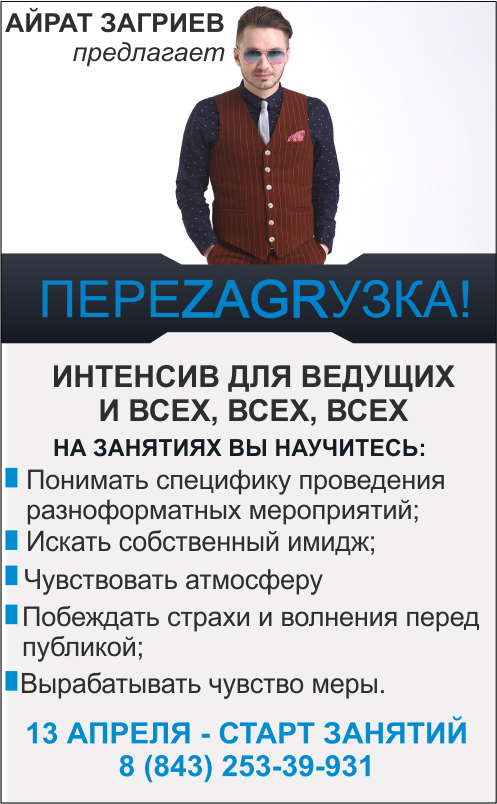 АЙРАТ ЗАГРИЕВ
предлагает
ПЕРЕZAGRУЗКА!
ИНТЕНСИВ ДЛЯ ВЕДУЩИХ
И ВСЕХ, ВСЕХ, ВСЕХ
НА ЗАНЯТИЯХ ВЫ НАУЧИТЕСЬ:
Понимать специфику проведения
разноформатных мероприятий;
Искать собственный имидж;
Чувствовать атмосферу
Побеждать страхи и волнения перед
публикой;
Вырабатывать чувство меры.
13 АПРЕЛЯ - СТАРТ ЗАНЯТИЙ
8 (843) 253-39-931